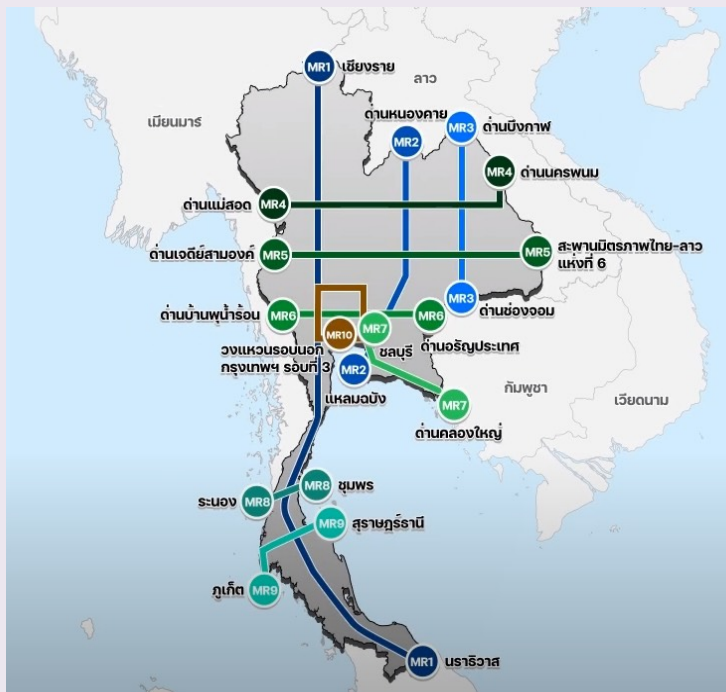 MR1 เชียงราย
ลาว
ด่านหนองคาย
MR3 ด่านบึงกาฬ
เมียนมาร์
MR2
MR4 ด่านนครพนม
ด่านแม่สอด MR4
ด่านเจดีย์สามองค์ MR5
MR5 สะพานมิตรภาพไทย-ลาว
แห่งที่ 6
MR3
ด่านช่องจอม
ด่านบ้านพุน้ำร้อน MR6
MR6
ด่านอรัญประเทศ
MR10
วงแหวนรอบนอก
กรุงเทพฯ รอบที่ 3
MR7
ชลบุรี
MR2
แหลมฉบัง
กัมพูชา
เวียดนาม
MR7
ด่านคลองใหญ่
ระนอง MR8
MR8 ชุมพร
MR9 สุราษฎร์ธานี
ภูเก็ต MR9
MR1 นราธิวาส